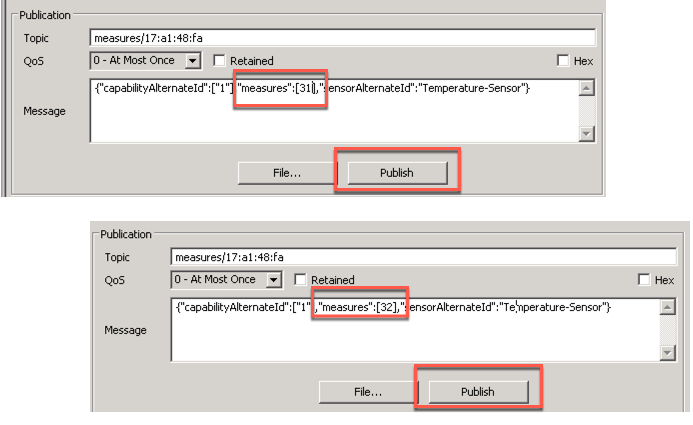 Publication
Topic measures/17:a1:48:fa
QoS 0 - At Most Once Retained Hex
Message {"capabilityAlternateId":["1"],"measures":[31],"sensorAlternateId":"Temperature-Sensor"}
File... Publish
Publication
Topic measures/17:a1:48:fa
QoS 0 - At Most Once Retained Hex
Message {"capabilityAlternateId":["1"],"measures":[32],"sensorAlternateId":"Temperature-Sensor"}
File... Publish